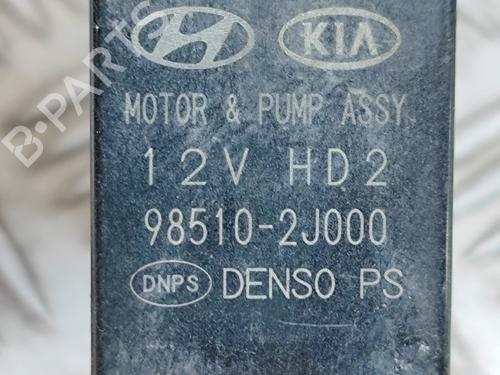 KIA
MOTOR & PUMP ASSY
12V HD2
98510-2J000
DNPS DENSO PS
B-PARTS